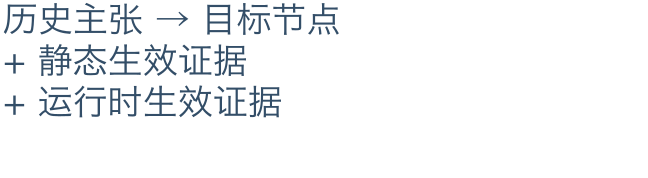 历史主张 → 目标节点
+ 静态生效证据
+ 运行时生效证据